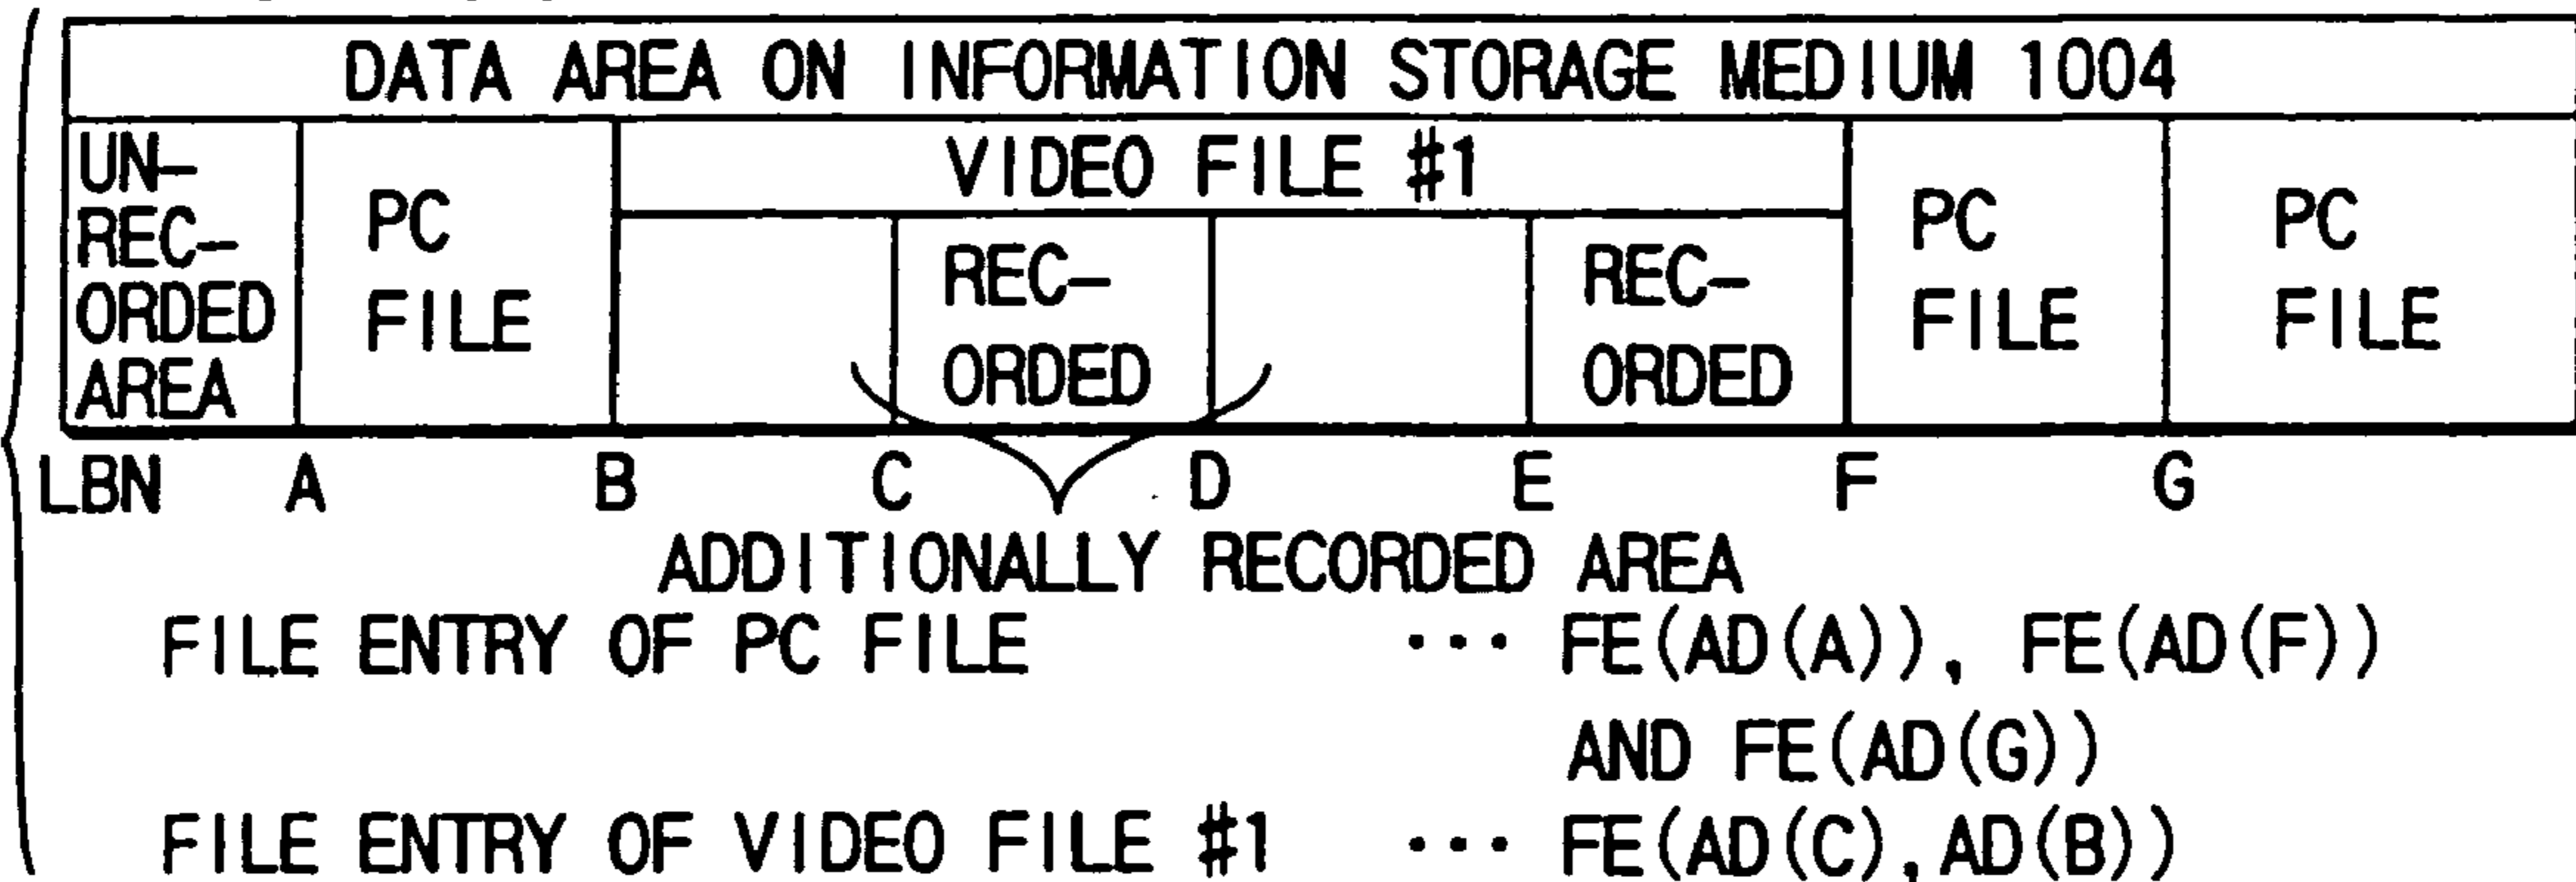 DATA AREA ON INFORMATION STORAGE MEDIUM 1004
UN-
REC-
ORDED
AREA
PC
FILE
VIDEO FILE #1
REC-
ORDED
REC-
ORDED
PC
FILE
PC
FILE
LBN A B C D E F G
ADDITIONALLY RECORDED AREA
FILE ENTRY OF PC FILE ··· FE(AD(A)), FE(AD(F))
AND FE(AD(G))
FILE ENTRY OF VIDEO FILE #1 ··· FE(AD(C),AD(B))